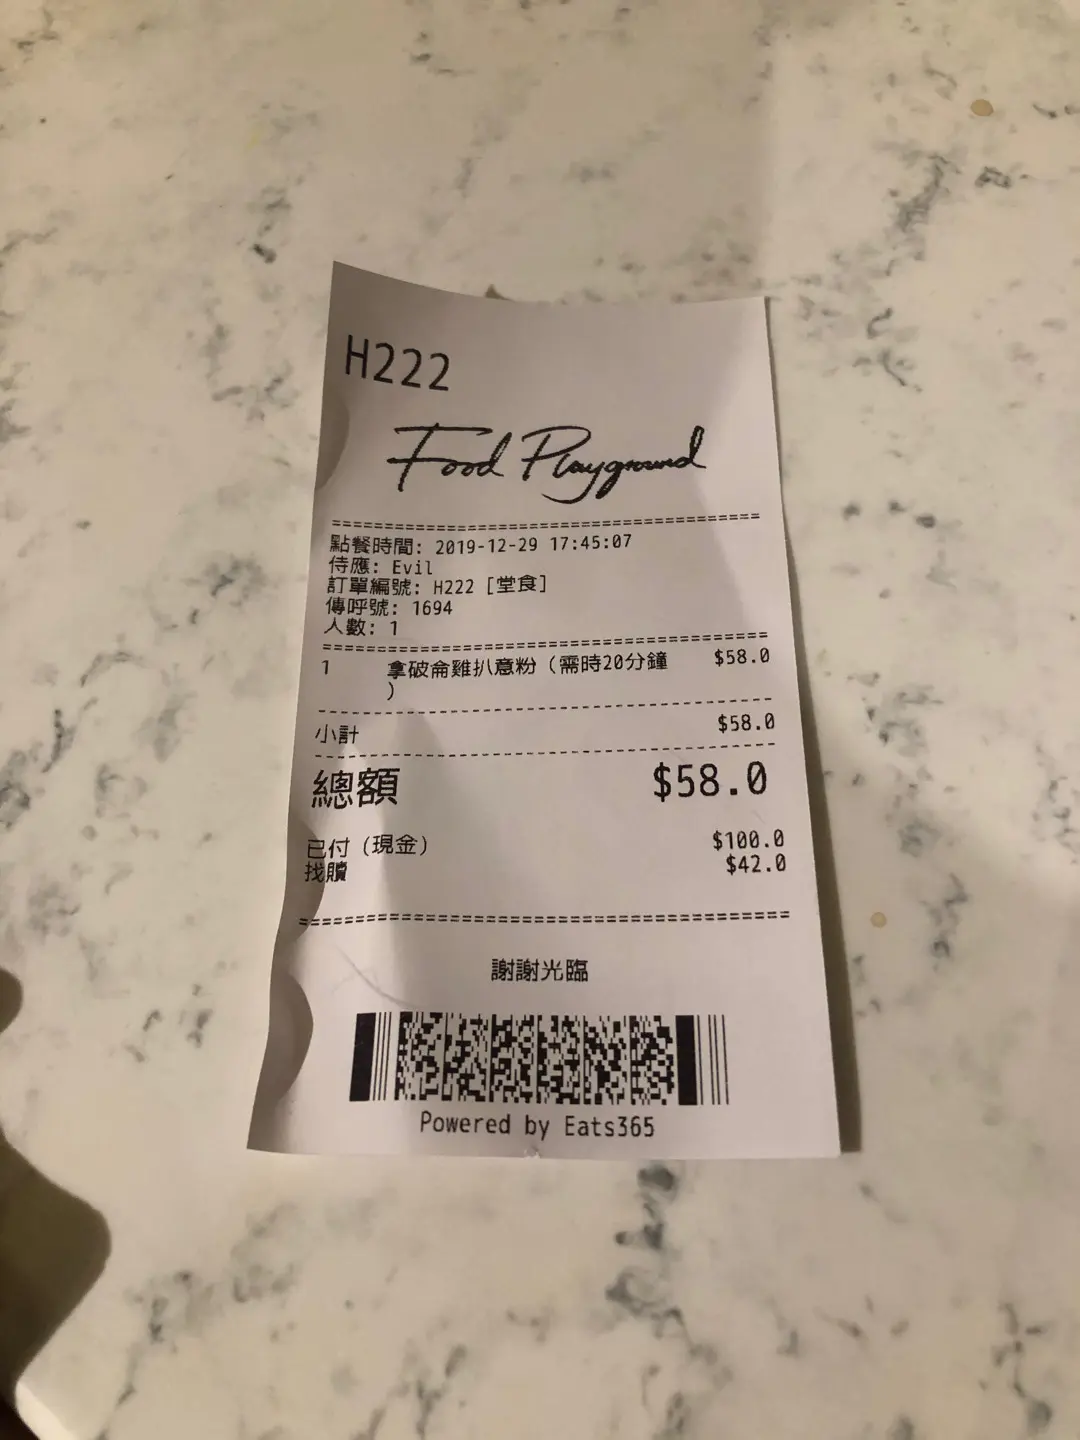 H222
Food Playground
========================================
點餐時間: 2019-12-29 17:45:07
侍應: Evil
訂單編號: H222 [堂食]
傳呼號: 1694
人數: 1
========================================
1 拿破侖雞扒意粉（需時20分鐘 $58.0
）
小計 $58.0
總額 $58.0
已付（現金） $100.0
找贖 $42.0
========================================
謝謝光臨
Powered by Eats365